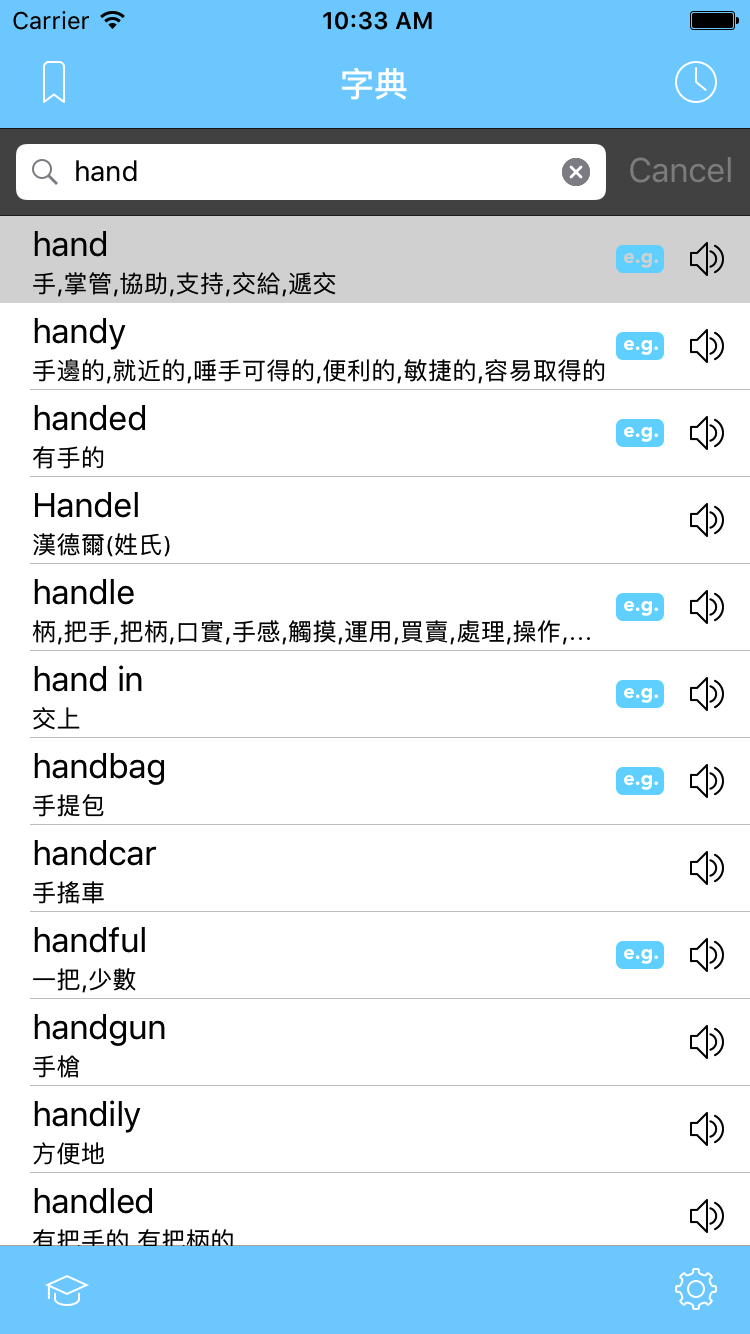 Carrier 10:33 AM
字典
hand Cancel
hand
手,掌管,協助,支持,交給,遞交
e.g.
handy
手邊的,就近的,唾手可得的,便利的,敏捷的,容易取得的
e.g.
handed
有手的
e.g.
Handel
漢德爾(姓氏)
handle
柄,把手,把柄,口實,手感,觸摸,運用,買賣,處理,操作,...
e.g.
hand in
交上
e.g.
handbag
手提包
e.g.
handcar
手搖車
handful
一把,少數
e.g.
handgun
手槍
handily
方便地
handled
有把手的,有把柄的